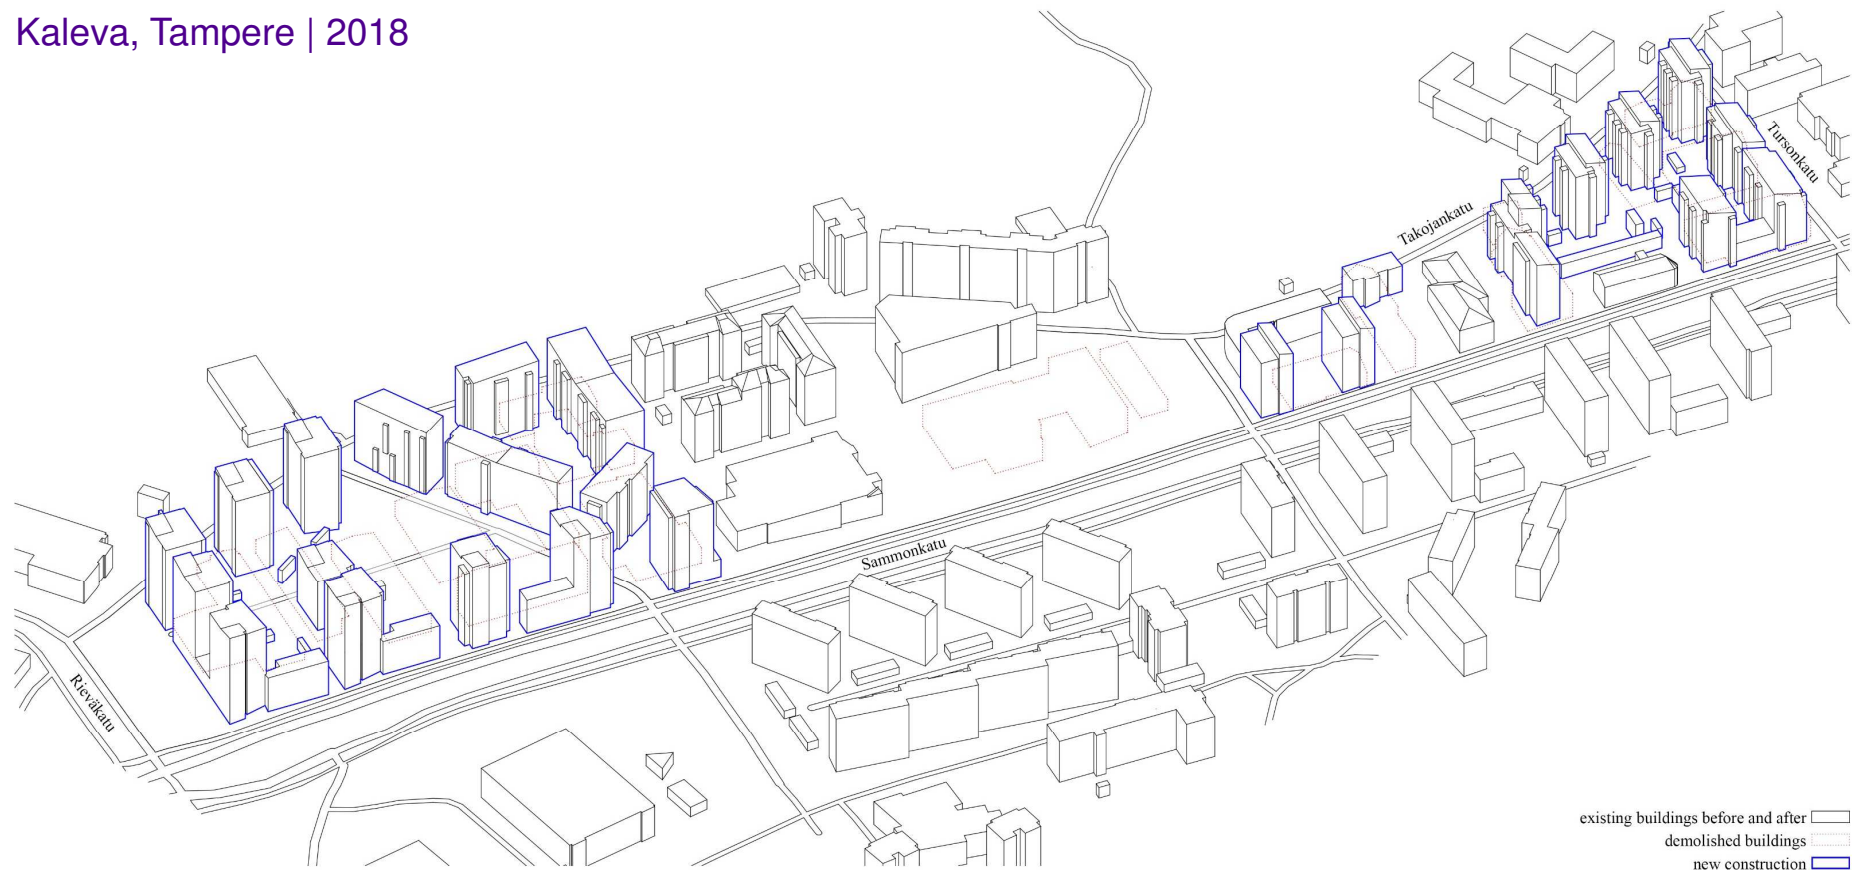 Kaleva, Tampere | 2018
Tursonkatu
Takojankatu
Sammonkatu
Rieväkatu
existing buildings before and after
demolished buildings
new construction